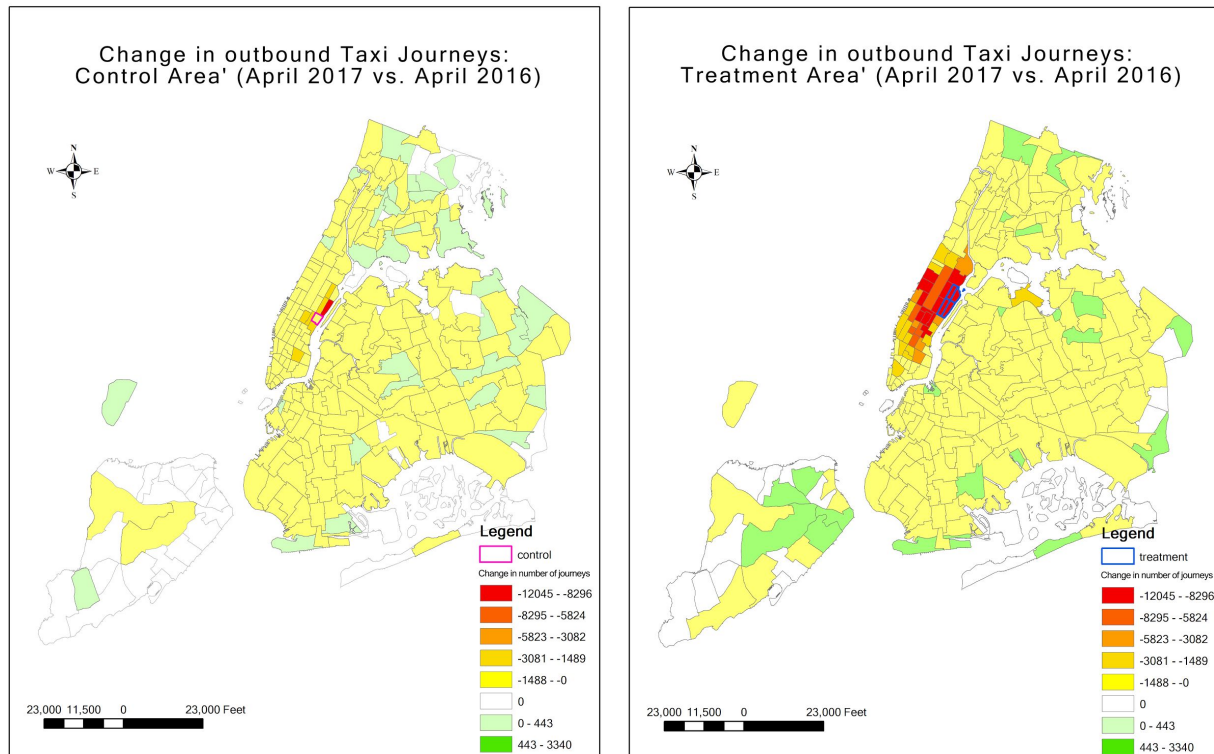 Change in outbound Taxi Journeys:
Control Area' (April 2017 vs. April 2016)
N
W E
S
Legend
control
Change in number of journeys
-12045 - -8296
-8295 - -5824
-5823 - -3082
-3081 - -1489
-1488 - -0
0
0 - 443
443 - 3340
23,000 11,500 0 23,000 Feet
Change in outbound Taxi Journeys:
Treatment Area' (April 2017 vs. April 2016)
N
W E
S
Legend
treatment
Change in number of journeys
-12045 - -8296
-8295 - -5824
-5823 - -3082
-3081 - -1489
-1488 - -0
0
0 - 443
443 - 3340
23,000 11,500 0 23,000 Feet